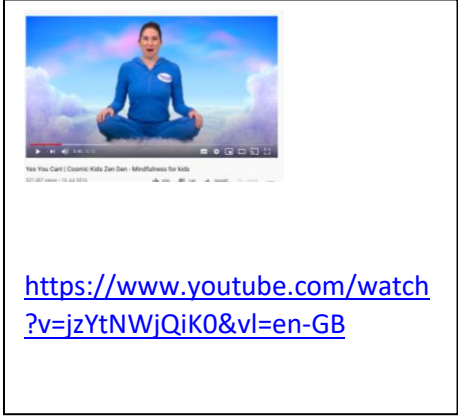 Yes You Can! | Cosmic Kids Zen Den - Mindfulness for kids
SHARE
https://www.youtube.com/watch
?v=jzYtNWjQiK0&vl=en-GB